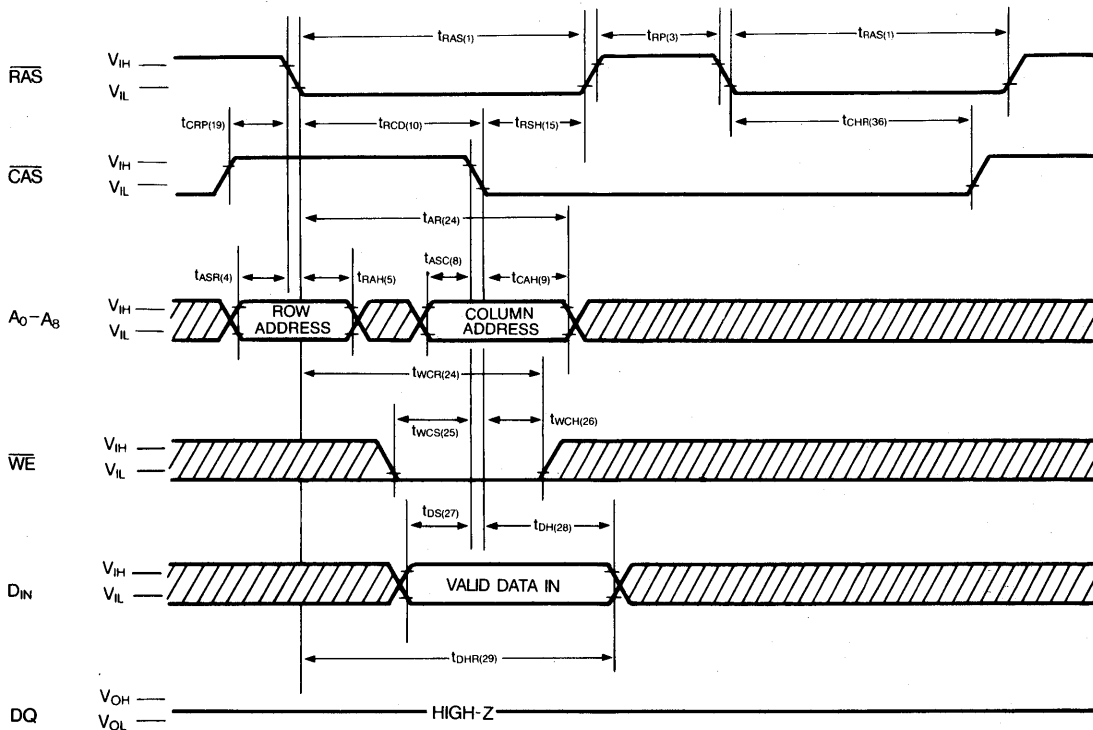 tRAS(1) tRP(3) tRAS(1)
RAS VIH
VIL
tCRP(19) tRCD(10) tRSH(15) tCHR(36)
CAS VIH
VIL
tAR(24)
tASR(4) tRAH(5) tASC(8) tCAH(9)
A0–A8 VIH
VIL
ROW ADDRESS COLUMN ADDRESS
tWCR(24)
tWCS(25) tWCH(26)
WE VIH
VIL
tDS(27) tDH(28)
DIN VIH
VIL
VALID DATA IN
tDHR(29)
DQ VOH
VOL
HIGH-Z